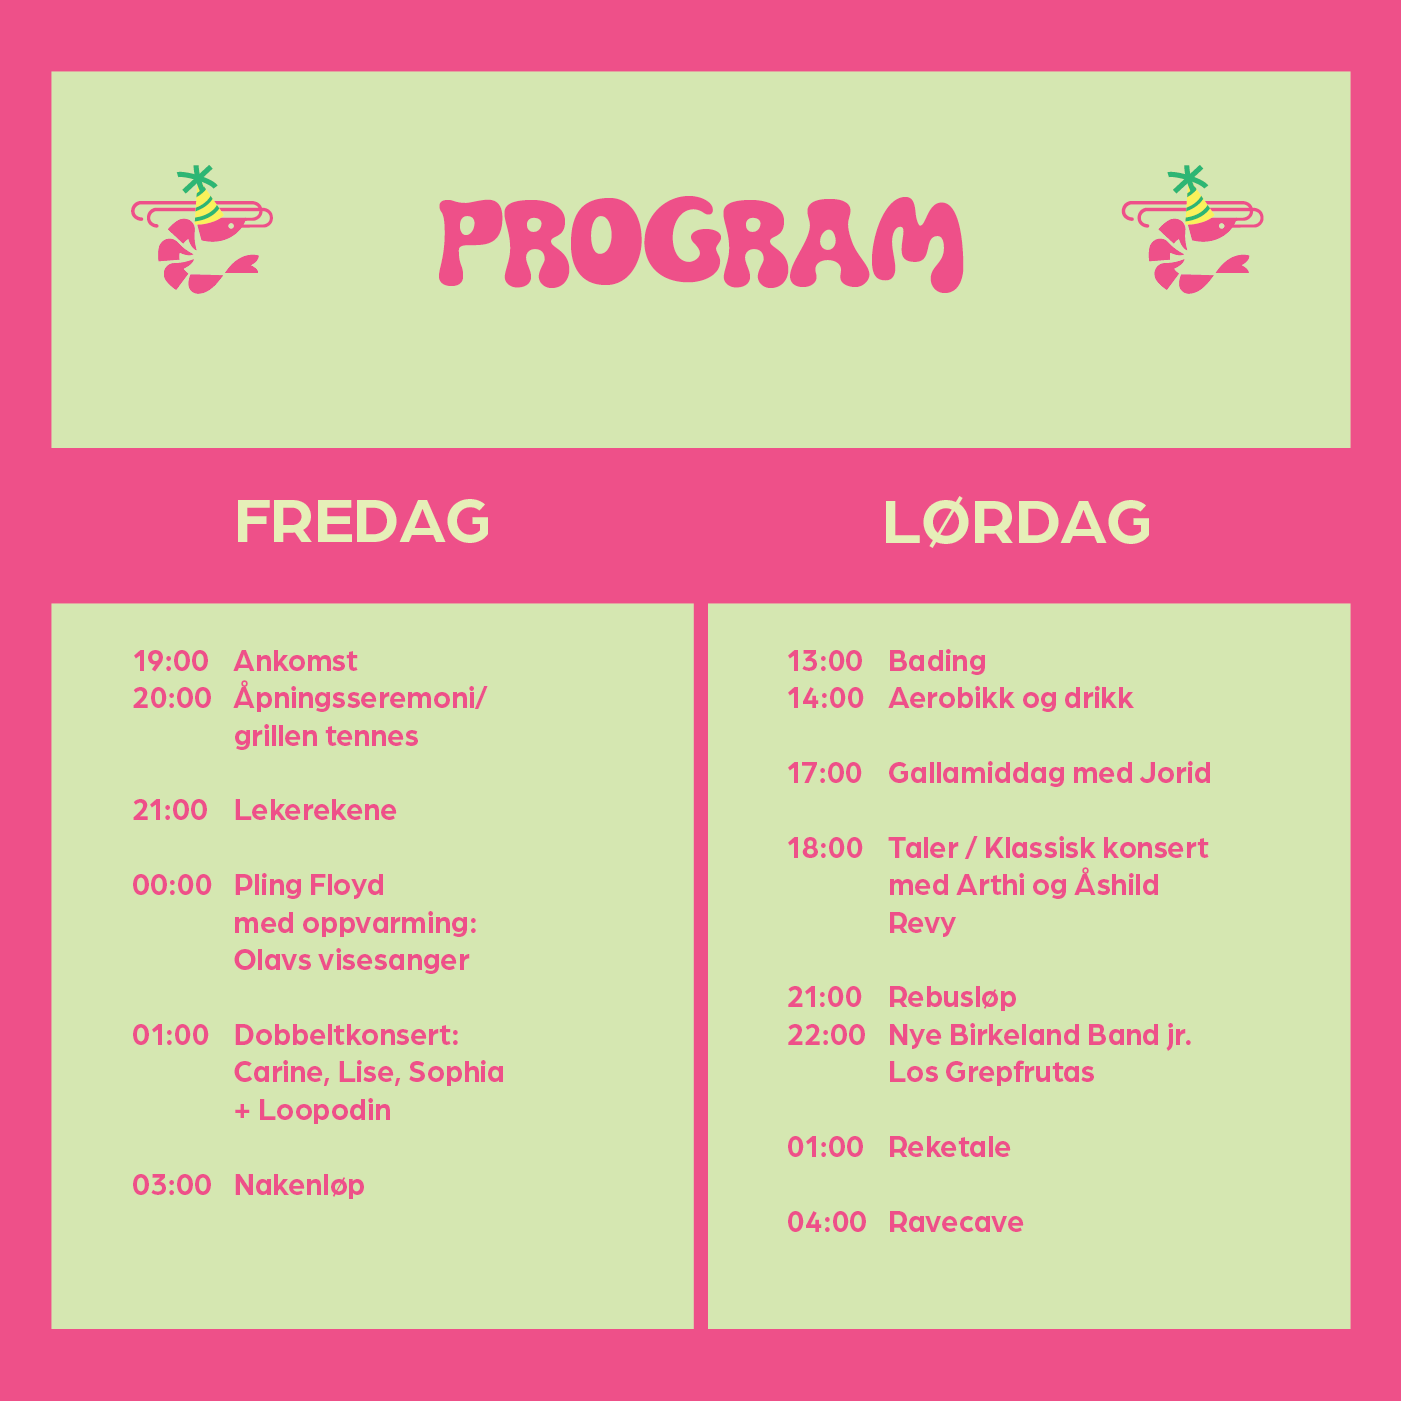 PROGRAM
FREDAG
19:00 Ankomst
20:00 Åpningsseremoni/
grillen tennes
21:00 Lekerekene
00:00 Pling Floyd
med oppvarming:
Olavs visesanger
01:00 Dobbeltkonsert:
Carine, Lise, Sophia
+ Loopodin
03:00 Nakenløp
LØRDAG
13:00 Bading
14:00 Aerobikk og drikk
17:00 Gallamiddag med Jorid
18:00 Taler / Klassisk konsert
med Arthi og Åshild
Revy
21:00 Rebusløp
22:00 Nye Birkeland Band jr.
Los Grepfrutas
01:00 Reketale
04:00 Ravecave